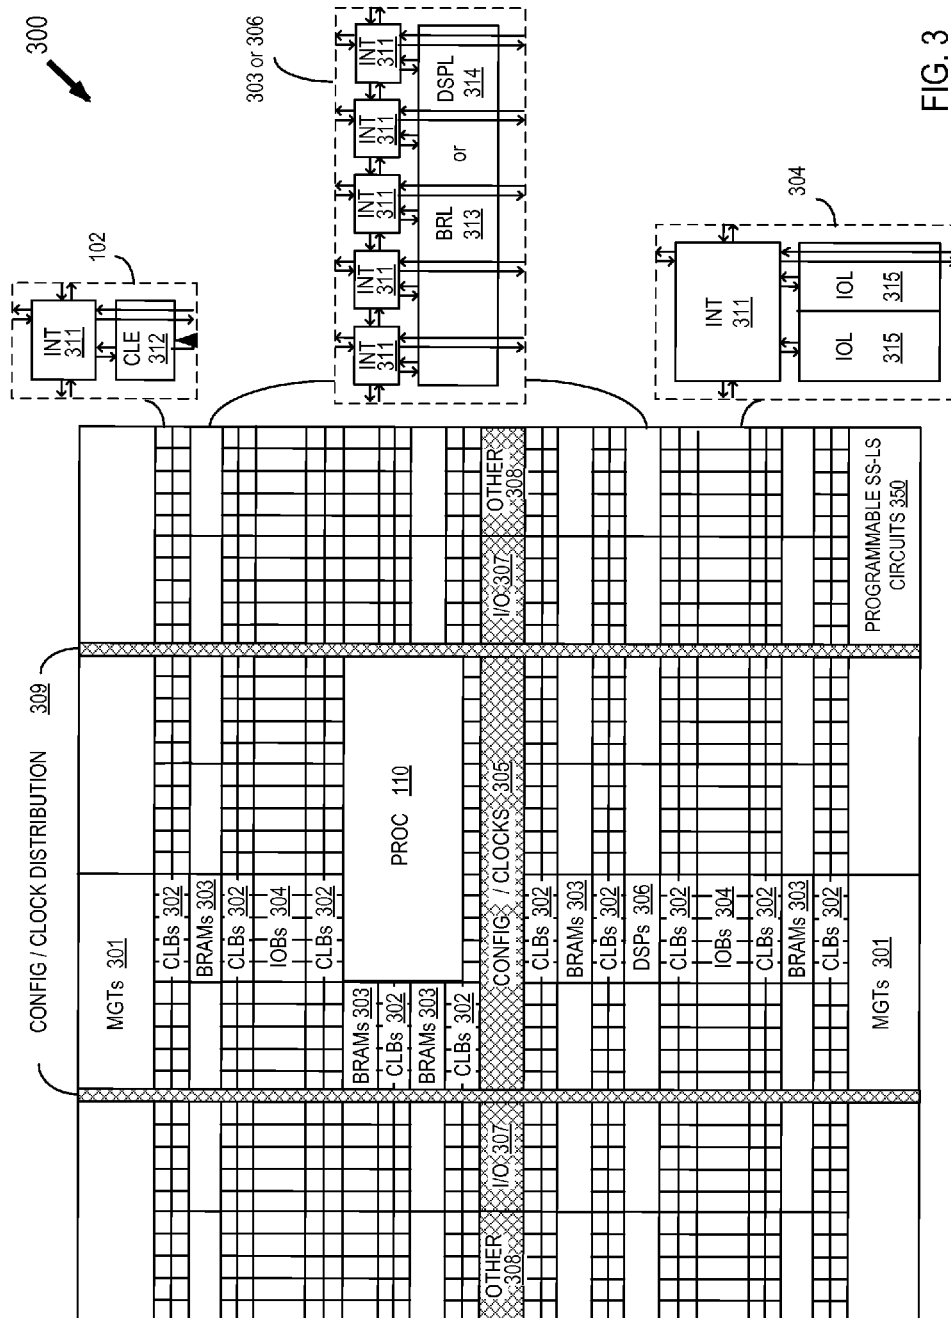 300
CONFIG / CLOCK DISTRIBUTION 309
MGTs 301
CLBs 302
BRAMs 303
CLBs 302
IOBs 304
CLBs 302
BRAMs 303
CLBs 302
BRAMs 303
CLBs 302
PROC 110
OTHER 308
I/O 307
CONFIG / CLOCKS 305
I/O 307
OTHER 308
CLBs 302
BRAMs 303
CLBs 302
DSPs 306
CLBs 302
IOBs 304
CLBs 302
BRAMs 303
CLBs 302
MGTs 301
PROGRAMMABLE SS-LS
CIRCUITS 350
102
INT
311
CLE
312
303 or 306
INT
311
INT
311
INT
311
INT
311
INT
311
BRL or DSPL
313 314
304
INT
311
IOL
315
IOL
315
FIG. 3